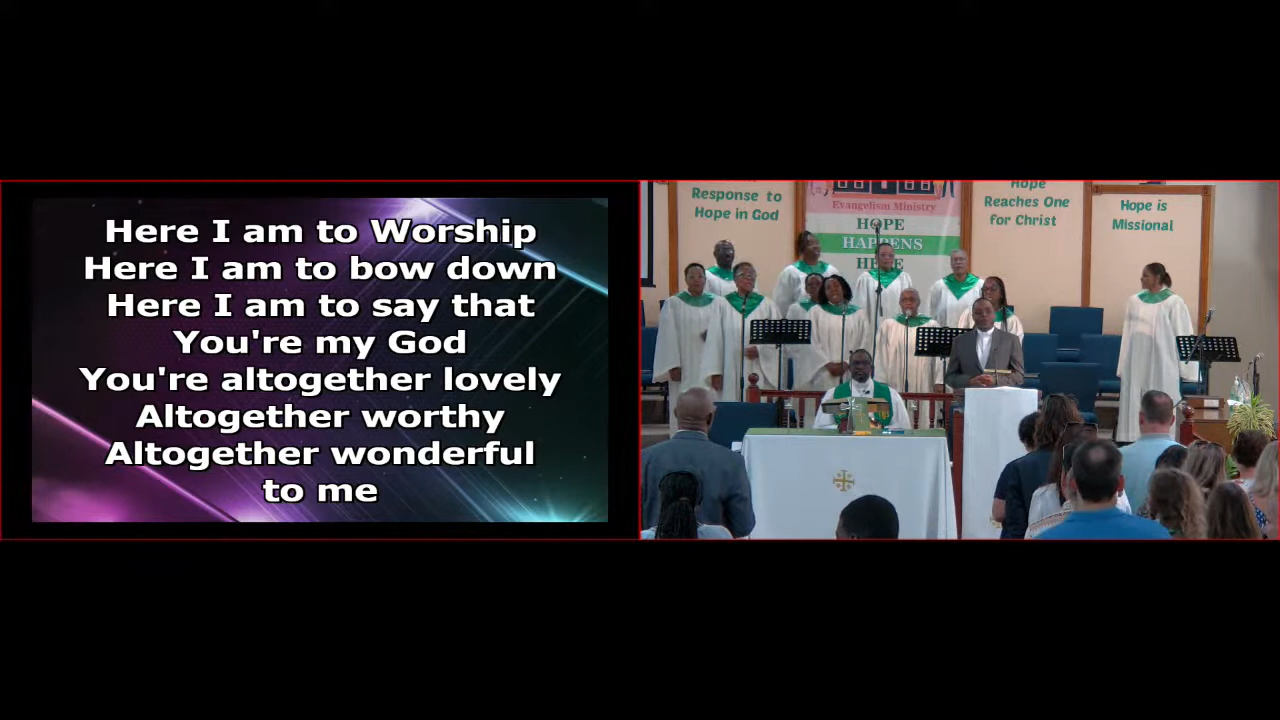 Here I am to Worship
Here I am to bow down
Here I am to say that
You're my God
You're altogether lovely
Altogether worthy
Altogether wonderful
to me
Response to
Hope in God
Evangelism Ministry
HOPE
HAPPENS
HERE
Hope
Reaches One
for Christ
Hope is
Missional